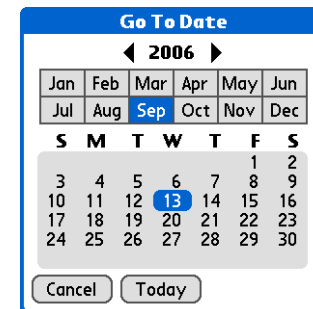 Go To Date
2006
Jan Feb Mar Apr May Jun
Jul Aug Sep Oct Nov Dec
S M T W T F S
1 2
3 4 5 6 7 8 9
10 11 12 13 14 15 16
17 18 19 20 21 22 23
24 25 26 27 28 29 30
Cancel Today